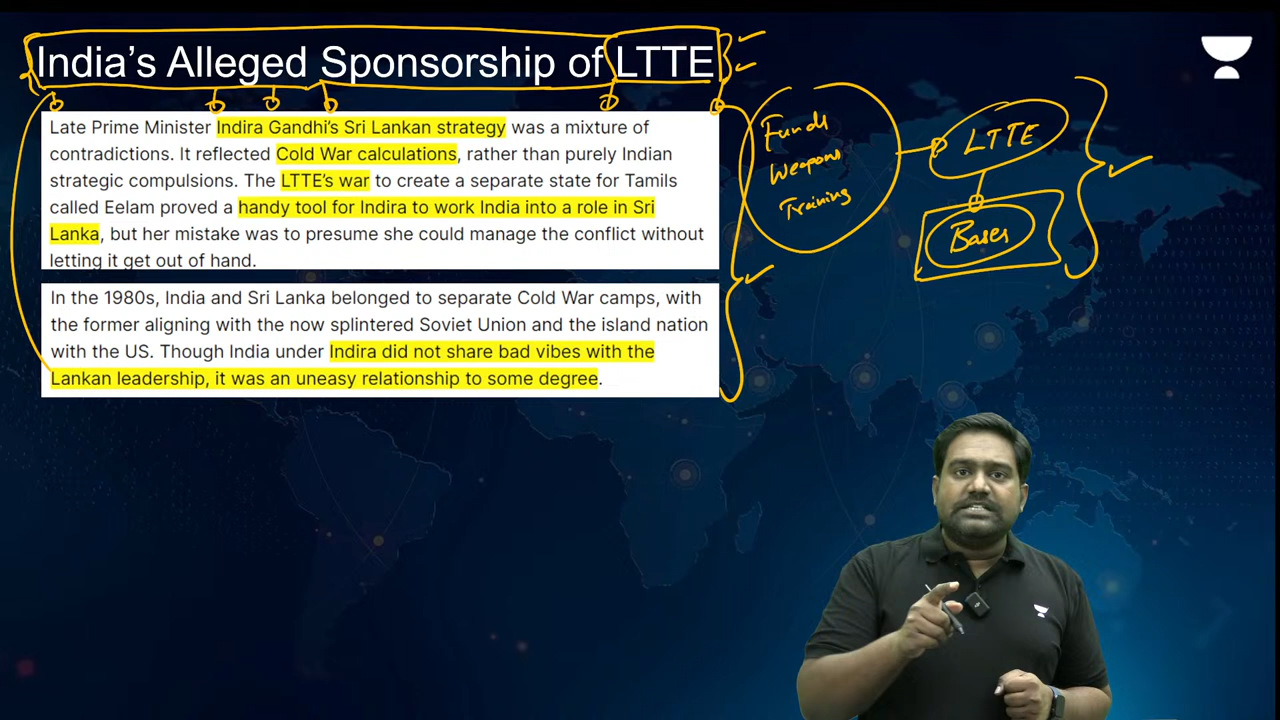 India's Alleged Sponsorship of LTTE
Late Prime Minister Indira Gandhi's Sri Lankan strategy was a mixture of
contradictions. It reflected Cold War calculations, rather than purely Indian
strategic compulsions. The LTTE's war to create a separate state for Tamils
called Eelam proved a handy tool for Indira to work India into a role in Sri
Lanka, but her mistake ws to presume she could manage the conflict without
letting it get out of hand.
In the 1980s, India and Sri Lanka belonged to separate Cold War camps, with
the former aligning with the now splintered Soviet Union and the island nation
with the US. Though India under Indira did not share bad vibes with the
Lankan leadership, it was an uneasy relationship to some degree.
Funds
Weapons
Training
LTTE
Bases